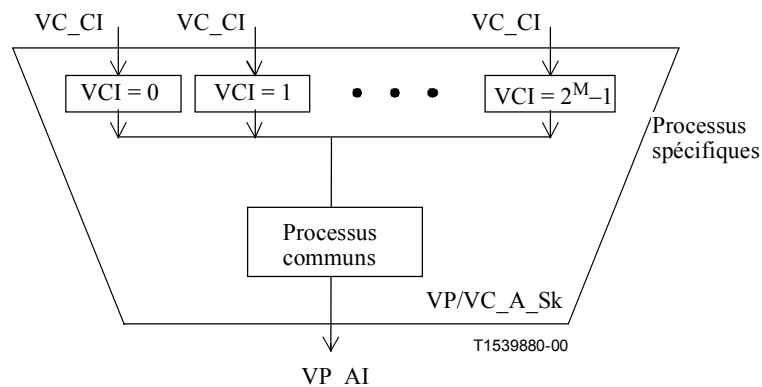 VC_CI VC_CI VC_CI
VCI = 0 VCI = 1 • • • VCI = 2^M–1
Processus
spécifiques
Processus
communs
VP/VC_A_Sk
T1539880-00
VP_AI